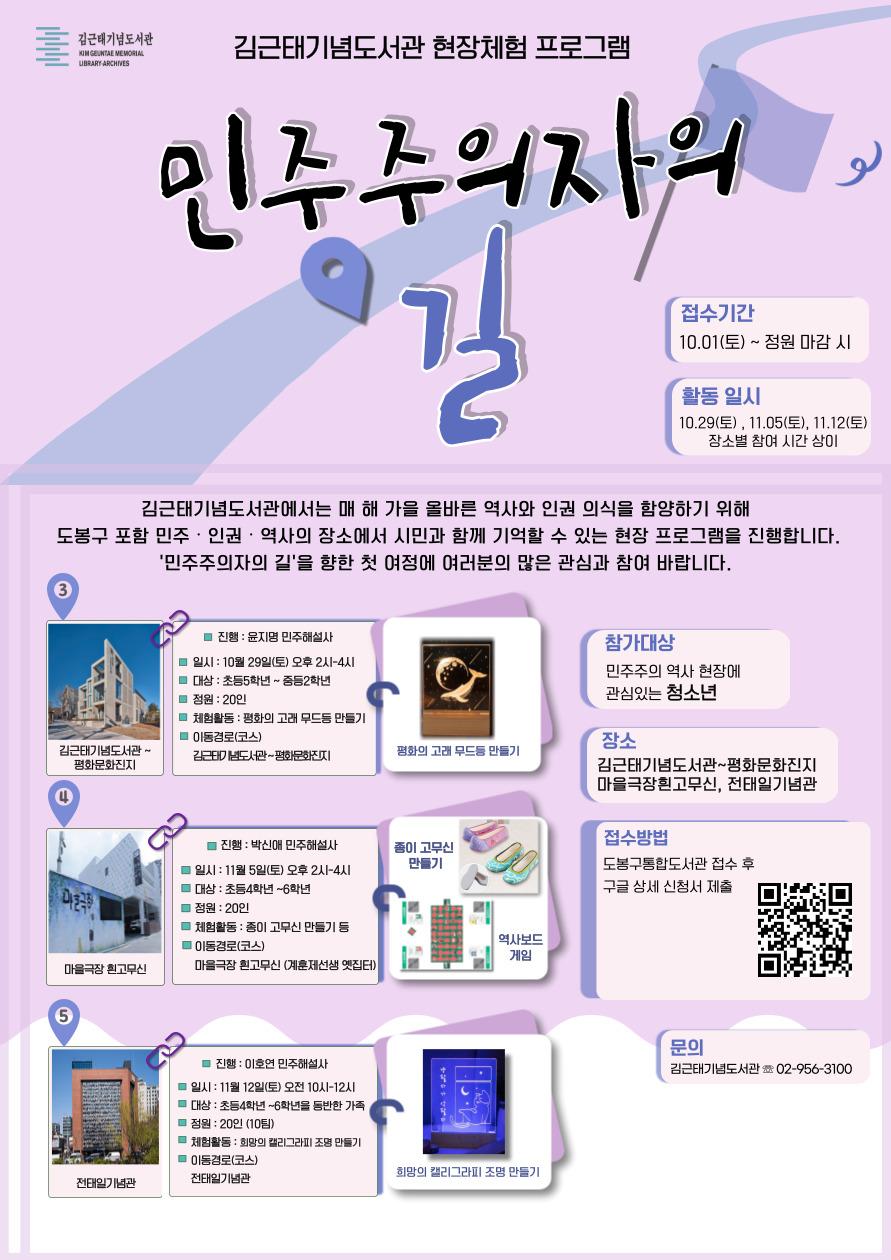 김근태기념도서관
KIM GEUNTAE MEMORIAL
LIBRARY·ARCHIVES
김근태기념도서관 현장체험 프로그램
민주주의자의
길
접수기간
10.01(토) ~ 정원 마감 시
활동 일시
10.29(토) , 11.05(토), 11.12(토)
장소별 참여 시간 상이
김근태기념도서관에서는 매 해 가을 올바른 역사와 인권 의식을 함양하기 위해
도봉구 포함 민주 · 인권 · 역사의 장소에서 시민과 함께 기억할 수 있는 현장 프로그램을 진행합니다.
'민주주의자의 길'을 향한 첫 여정에 여러분의 많은 관심과 참여 바랍니다.
3
김근태기념도서관 ~
평화문화진지
진행 : 윤지명 민주해설사
일시 : 10월 29일(토) 오후 2시-4시
대상 : 초등5학년 ~ 중등2학년
정원 : 20인
체험활동 : 평화의 고래 무드등 만들기
이동경로(코스)
김근태기념도서관~평화문화진지
평화의 고래 무드등 만들기
4
마을극장
마을극장 흰고무신
진행 : 박신애 민주해설사
일시 : 11월 5일(토) 오후 2시-4시
대상 : 초등4학년 ~6학년
정원 : 20인
체험활동 : 종이 고무신 만들기 등
이동경로(코스)
마을극장 흰고무신 (계훈제선생 옛집터)
종이 고무신
만들기
역사보드
게임
5
전태일기념관
진행 : 이호연 민주해설사
일시 : 11월 12일(토) 오전 10시-12시
대상 : 초등4학년 ~6학년을 동반한 가족
정원 : 20인 (10팀)
체험활동 : 희망의 캘리그라피 조명 만들기
이동경로(코스)
전태일기념관
희망의 캘리그라피 조명 만들기
참가대상
민주주의 역사 현장에
관심있는 청소년
장소
김근태기념도서관~평화문화진지
마을극장흰고무신, 전태일기념관
접수방법
도봉구통합도서관 접수 후
구글 상세 신청서 제출
문의
김근태기념도서관 ☏ 02-956-3100